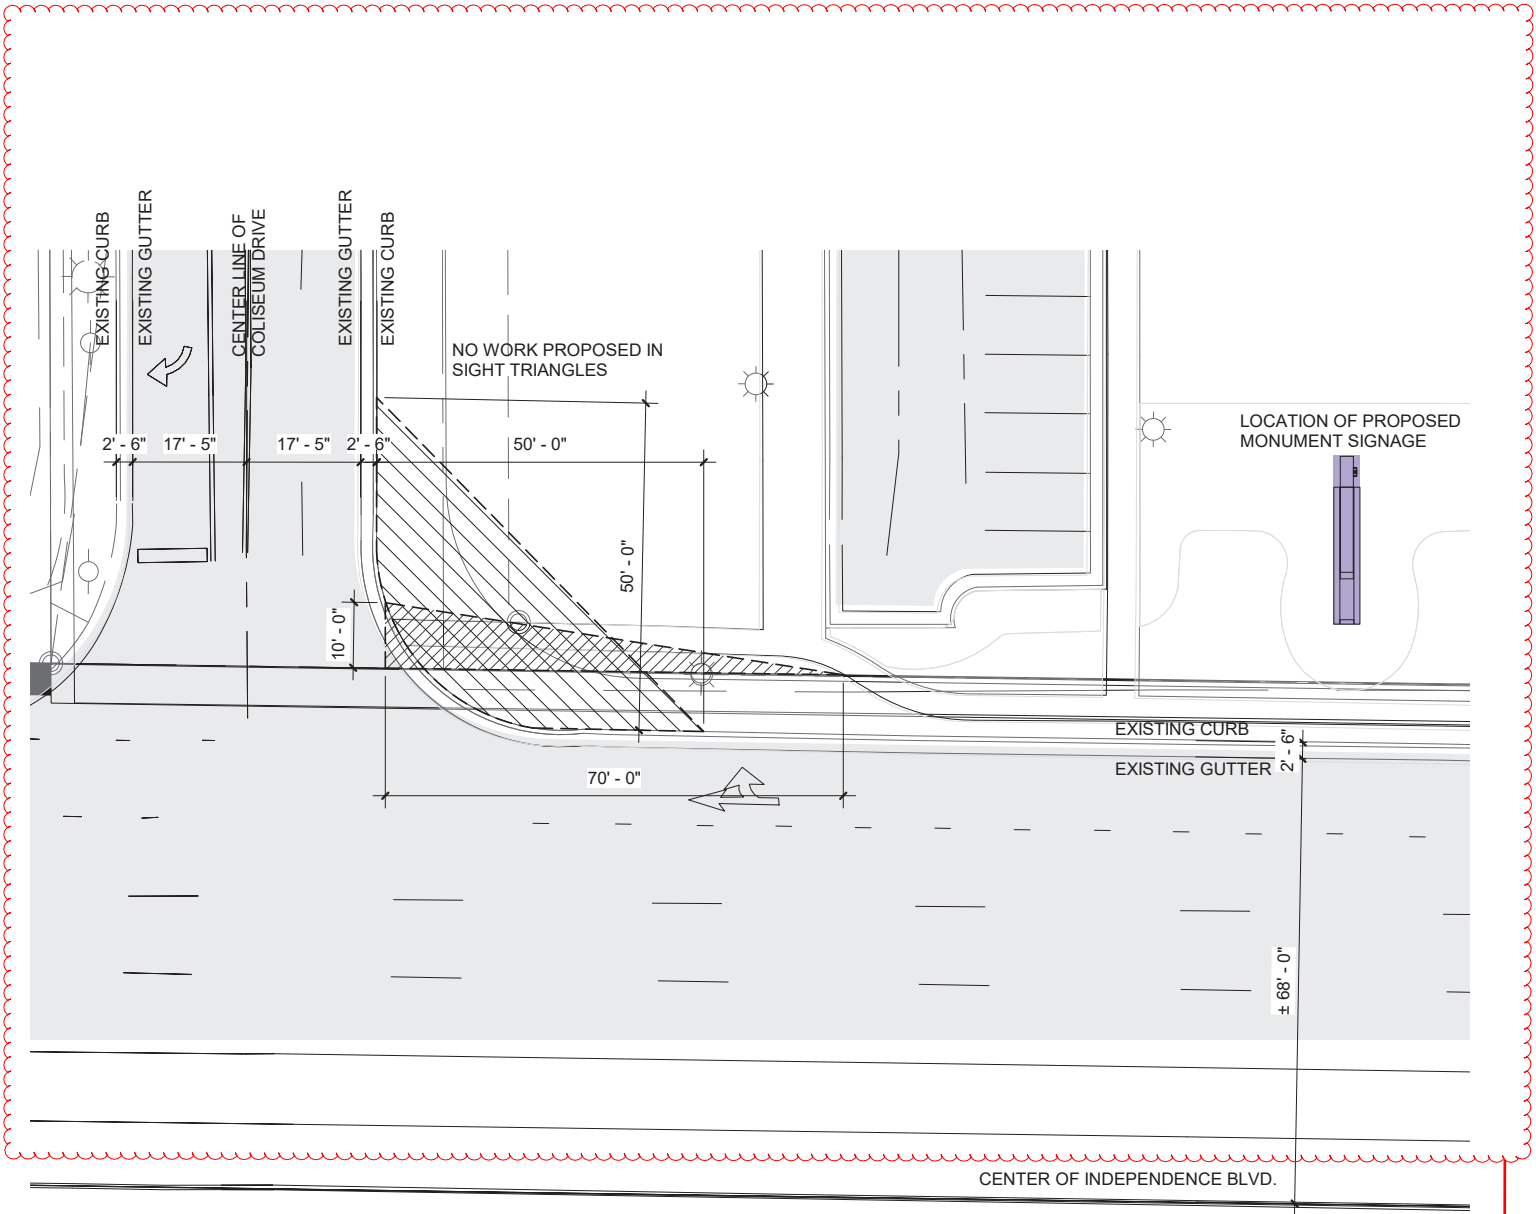 EXISTING CURB
EXISTING GUTTER
CENTER LINE OF
COLISEUM DRIVE
EXISTING GUTTER
EXISTING CURB
NO WORK PROPOSED IN
SIGHT TRIANGLES
LOCATION OF PROPOSED
MONUMENT SIGNAGE
2' - 6"
17' - 5"
17' - 5"
2' - 6"
50' - 0"
50' - 0"
10' - 0"
EXISTING CURB
2' - 6"
EXISTING GUTTER
70' - 0"
± 68' - 0"
CENTER OF INDEPENDENCE BLVD.